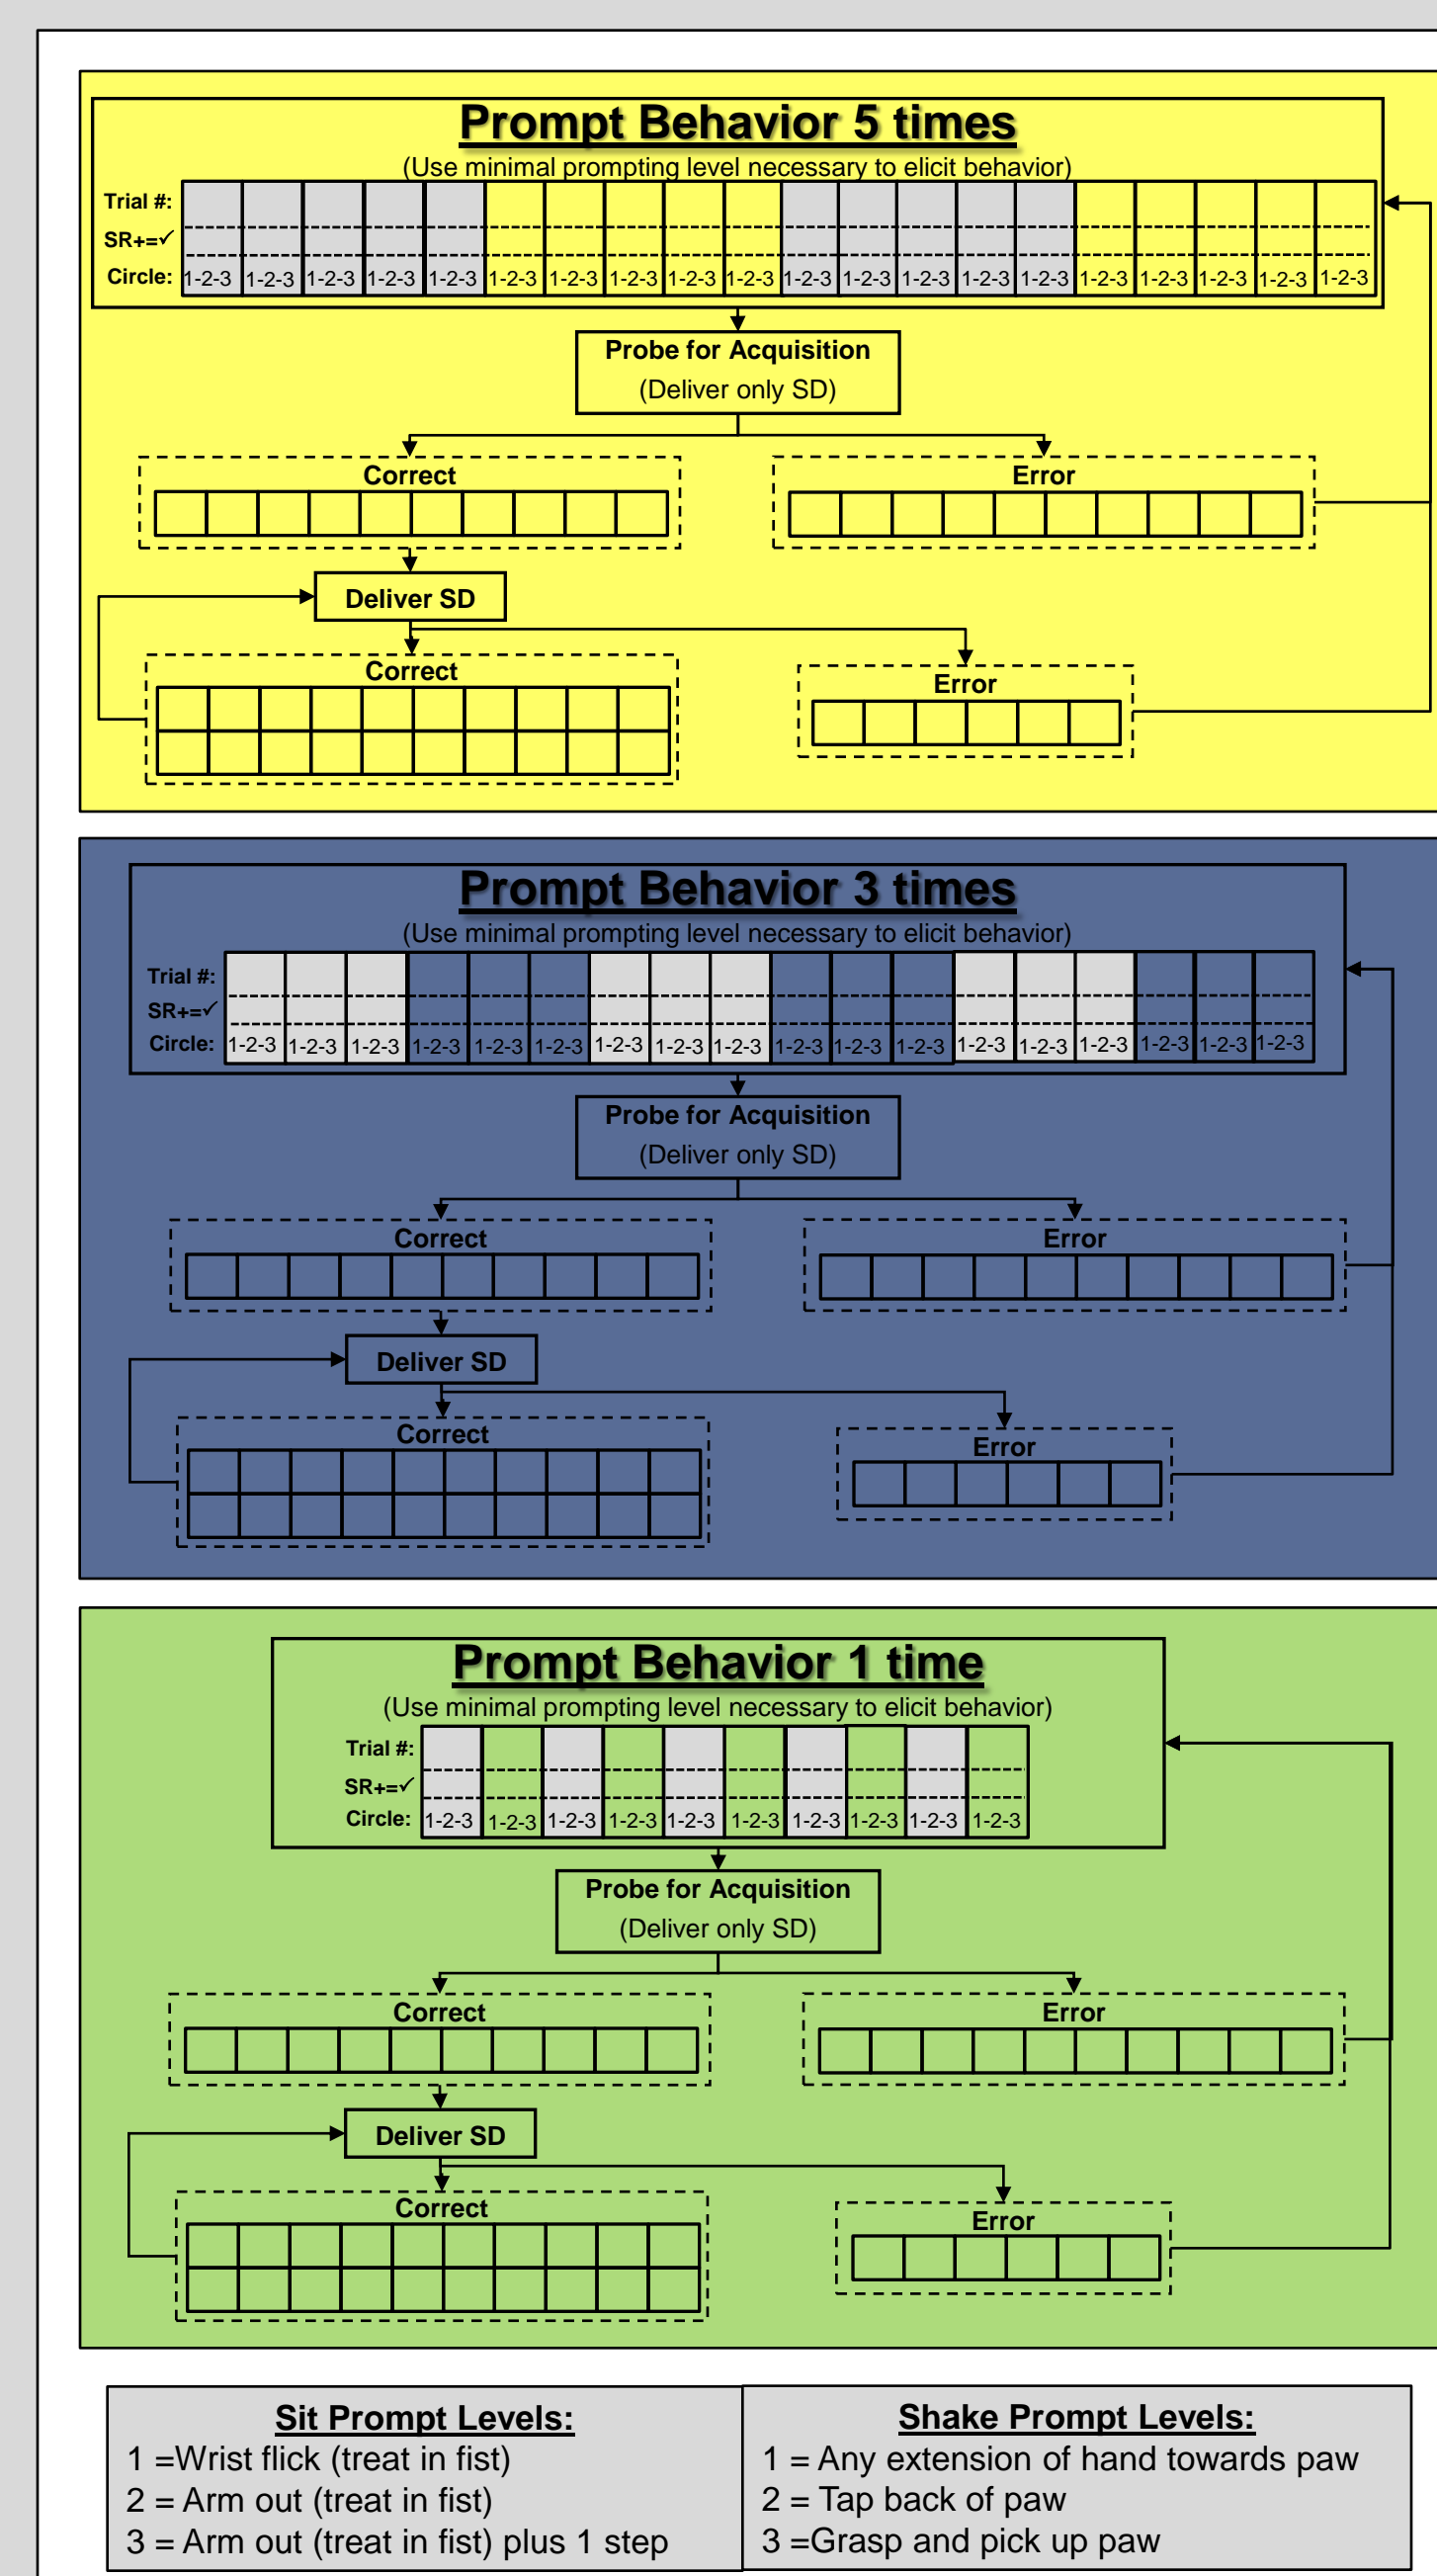 Prompt Behavior 5 times
(Use minimal prompting level necessary to elicit behavior)
Trial #:
SR+=✓
Circle: 1-2-3 1-2-3 1-2-3 1-2-3 1-2-3 1-2-3 1-2-3 1-2-3 1-2-3 1-2-3 1-2-3 1-2-3 1-2-3 1-2-3 1-2-3 1-2-3 1-2-3 1-2-3 1-2-3 1-2-3
Probe for Acquisition
(Deliver only SD)
Correct Error
Deliver SD
Correct Error
Prompt Behavior 3 times
(Use minimal prompting level necessary to elicit behavior)
Trial #:
SR+=✓
Circle: 1-2-3 1-2-3 1-2-3 1-2-3 1-2-3 1-2-3 1-2-3 1-2-3 1-2-3 1-2-3 1-2-3 1-2-3 1-2-3 1-2-3 1-2-3 1-2-3 1-2-3 1-2-3
Probe for Acquisition
(Deliver only SD)
Correct Error
Deliver SD
Correct Error
Prompt Behavior 1 time
(Use minimal prompting level necessary to elicit behavior)
Trial #:
SR+=✓
Circle: 1-2-3 1-2-3 1-2-3 1-2-3 1-2-3 1-2-3 1-2-3 1-2-3 1-2-3 1-2-3
Probe for Acquisition
(Deliver only SD)
Correct Error
Deliver SD
Correct Error
Sit Prompt Levels:
1 =Wrist flick (treat in fist)
2 = Arm out (treat in fist)
3 = Arm out (treat in fist) plus 1 step
Shake Prompt Levels:
1 = Any extension of hand towards paw
2 = Tap back of paw
3 =Grasp and pick up paw